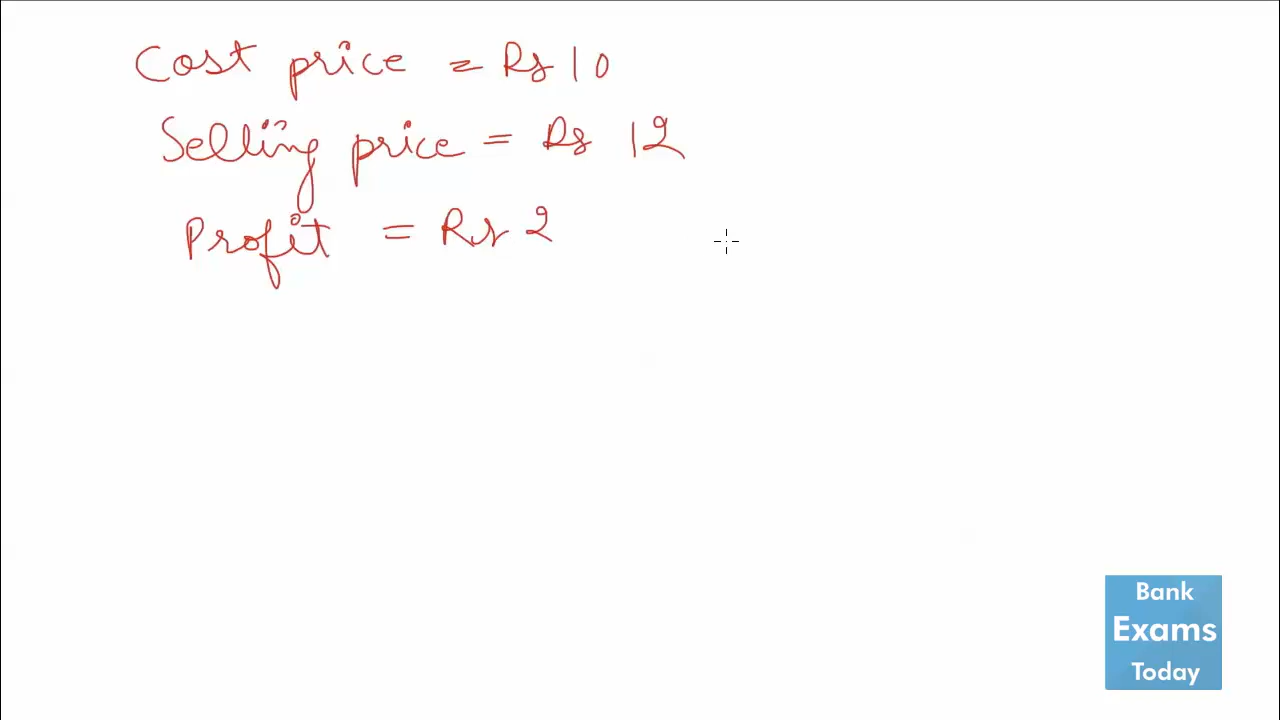 Cost price = Rs 10
Selling price = Rs 12
Profit = Rs 2
Bank
Exams
Today